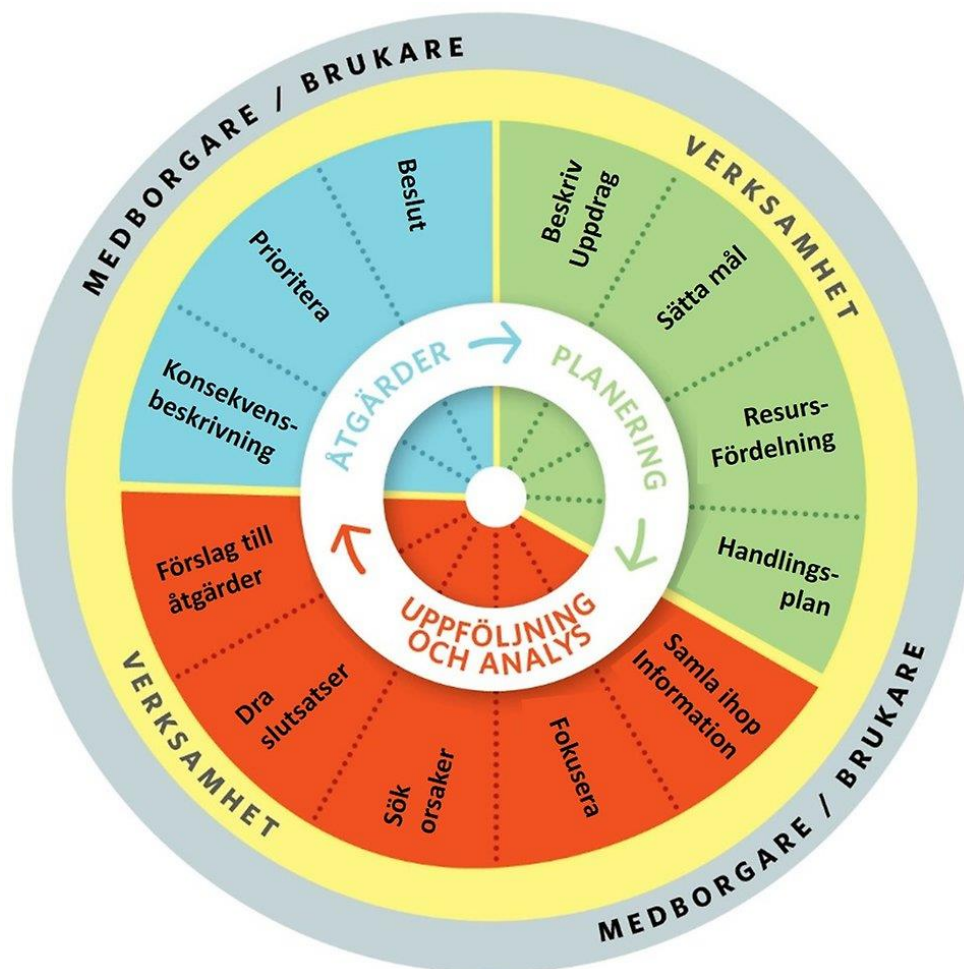 MEDBORGARE / BRUKARE
VERKSAMHET
Beslut
Prioritera
Konsekvens-
beskrivning
Beskriv
Uppdrag
Sätta mål
Resurs-
Fördelning
Handlings-
plan
ÅTGÄRDER
PLANERING
UPPFÖLJNING
OCH ANALYS
Samla ihop
Information
Fokusera
Sök
orsaker
Dra
slutsatser
Förslag till
åtgärder
VERKSAMHET
MEDBORGARE / BRUKARE